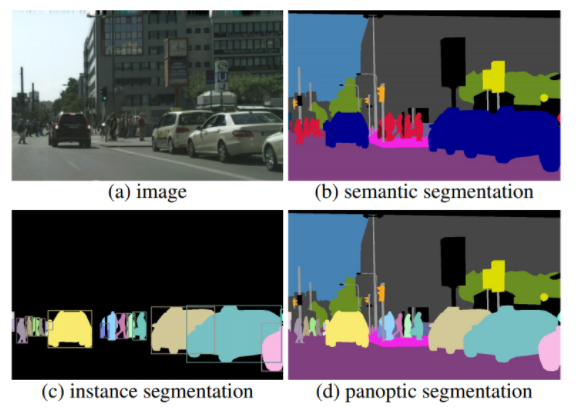 (a) image
(b) semantic segmentation
(c) instance segmentation
(d) panoptic segmentation